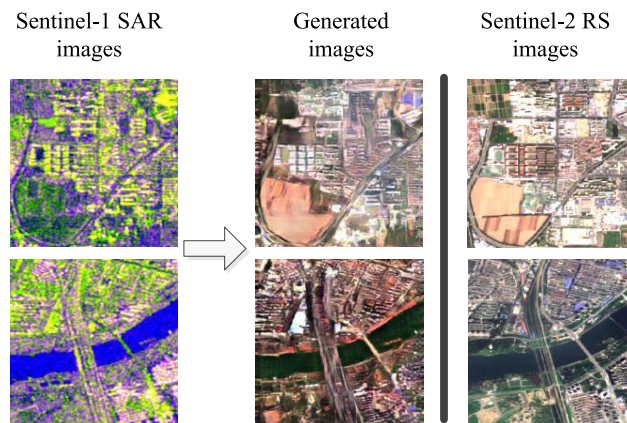 Sentinel-1 SAR
images
Generated
images
Sentinel-2 RS
images